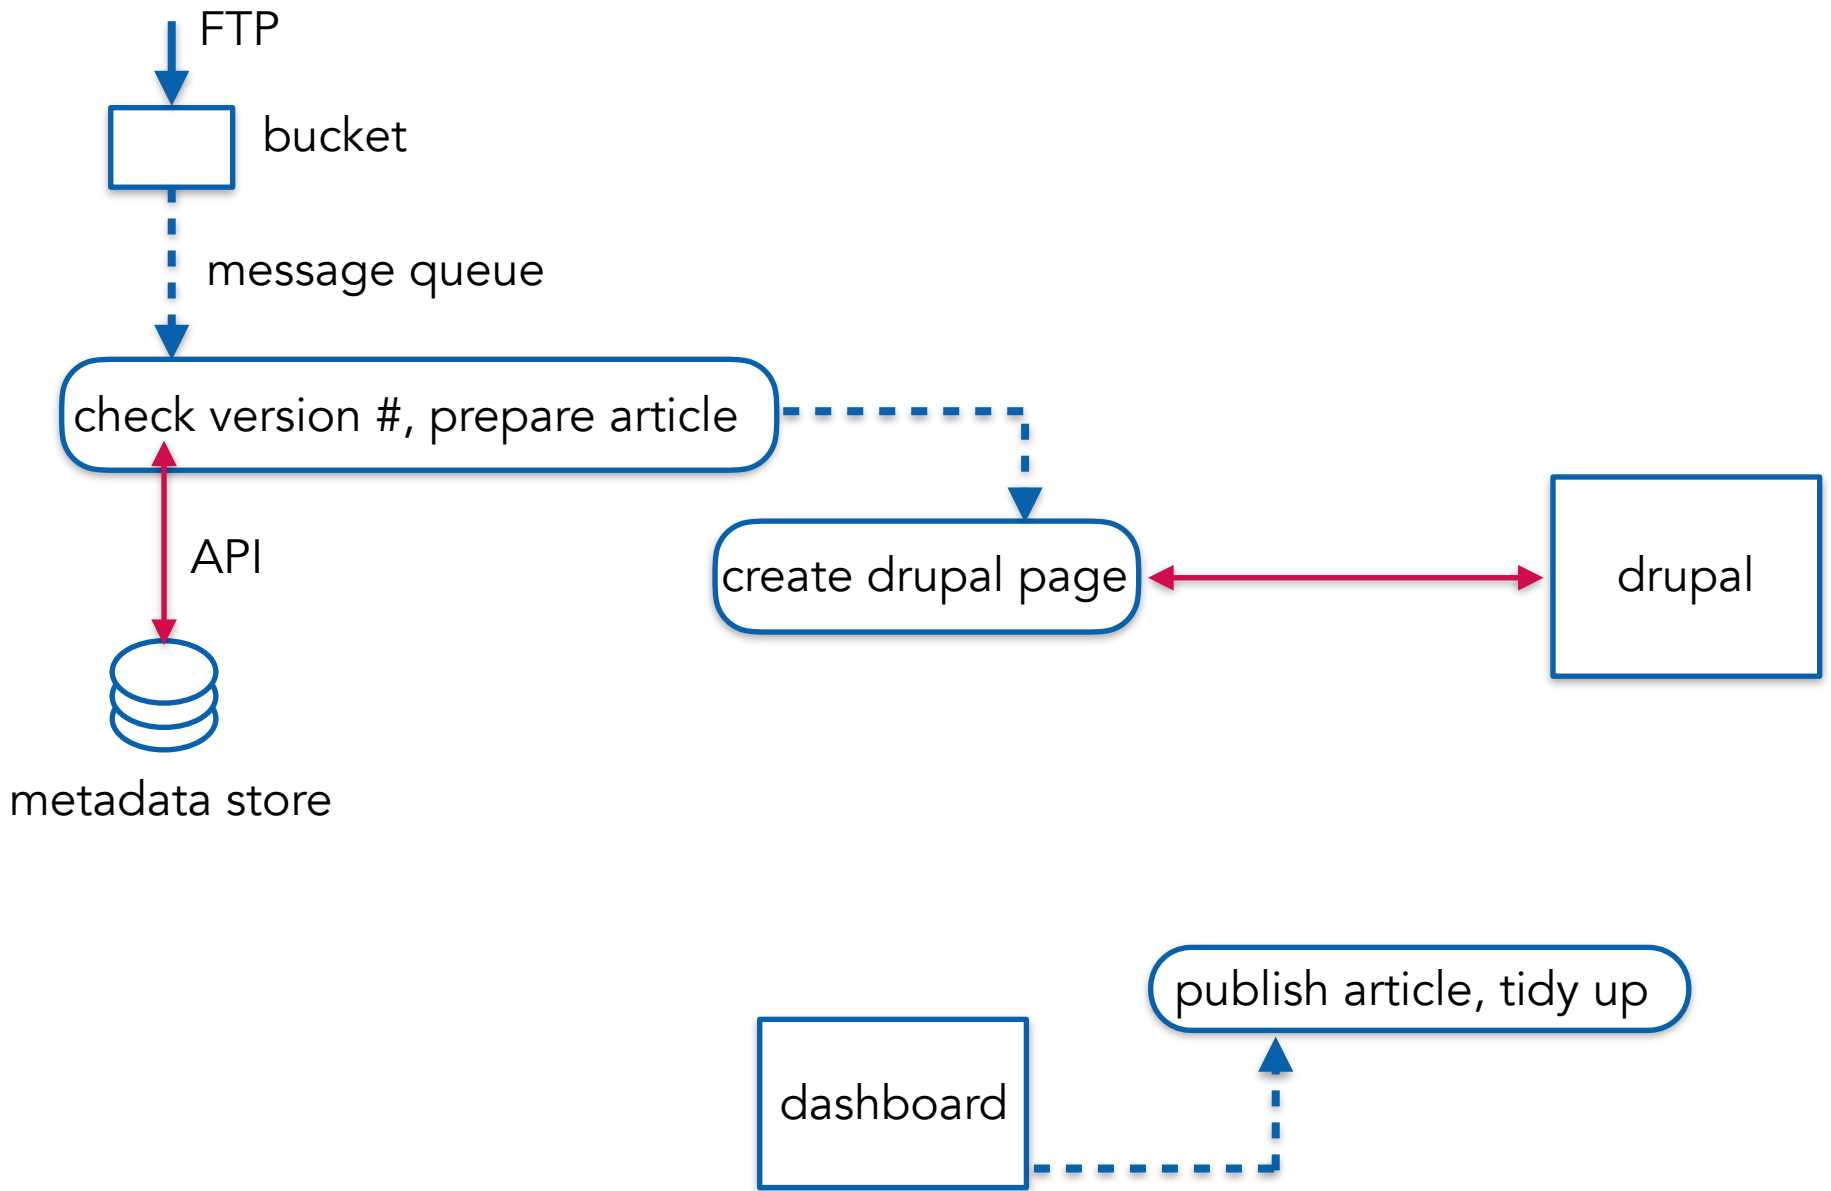 FTP
bucket
message queue
check version #, prepare article
API
create drupal page
drupal
metadata store
publish article, tidy up
dashboard